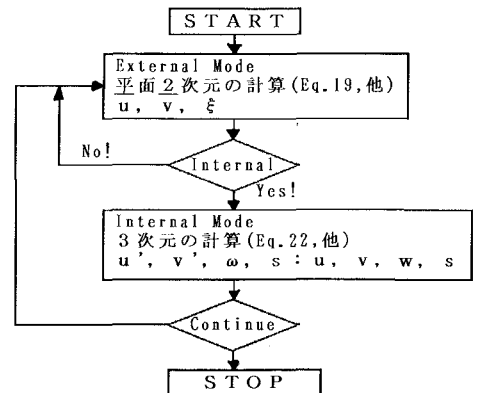 START
External Mode
平面2次元の計算(Eq.19,他)
u, v, ξ
No!
Internal
Yes!
Internal Mode
3次元の計算(Eq.22,他)
u', v', ω, s : u, v, w, s
Continue
STOP